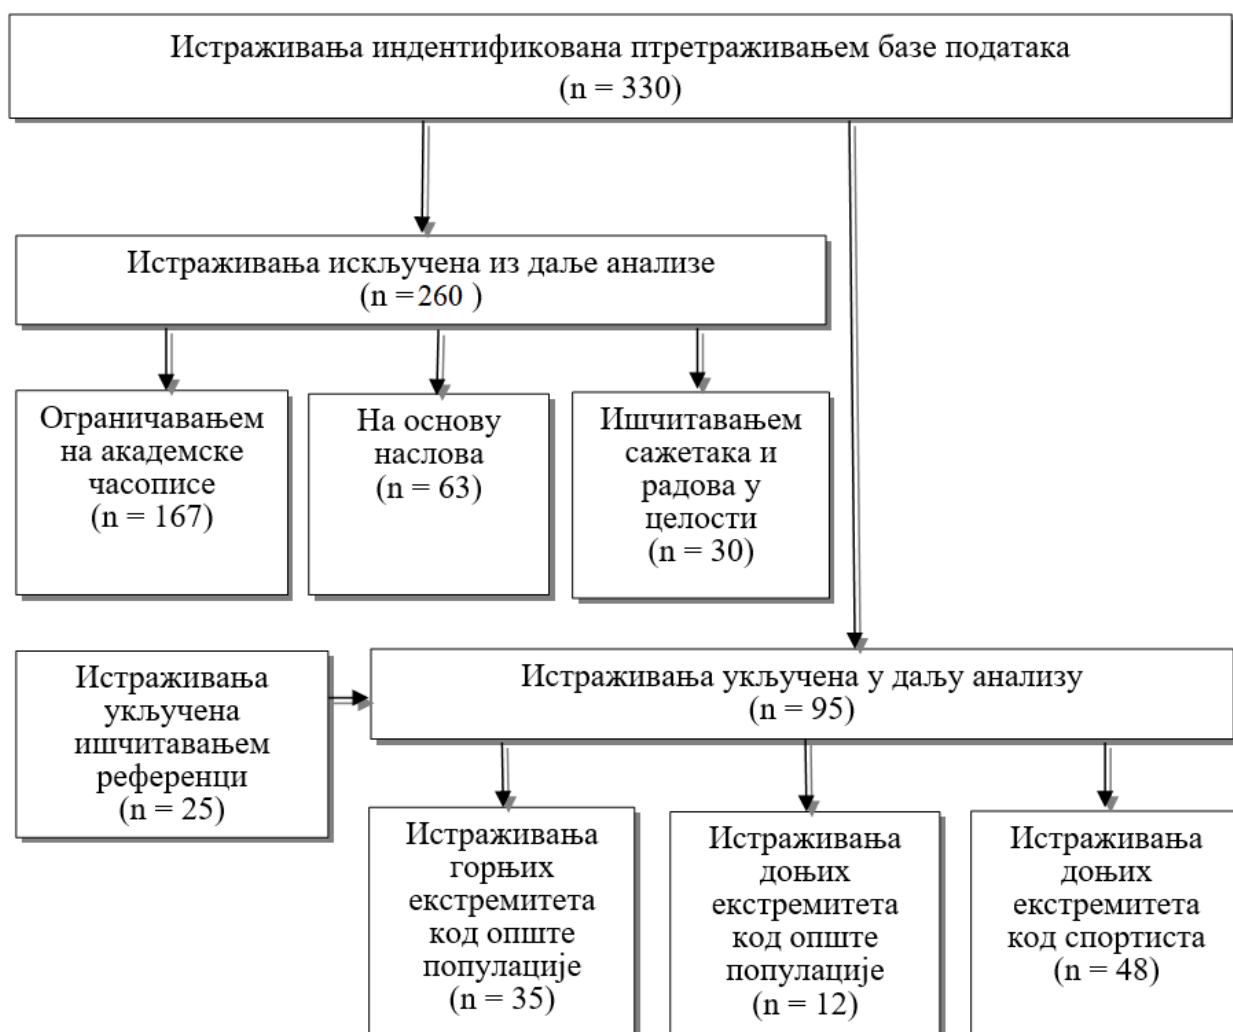 Истраживања индентификована птретраживањем базе података
(n = 330)
Истраживања искључена из даље анализе
(n =260 )
Ограничавањем
на академске
часописе
(n = 167)
На основу
наслова
(n = 63)
Ишчитавањем
сажетака и
радова у
целости
(n = 30)
Истраживања
укључена
ишчитавањем
референци
(n = 25)
Истраживања укључена у даљу анализу
(n = 95)
Истраживања
горњих
екстремитета
код опште
популације
(n = 35)
Истраживања
доњих
екстремитета
код опште
популације
(n = 12)
Истраживања
доњих
екстремитета
код спортиста
(n = 48)